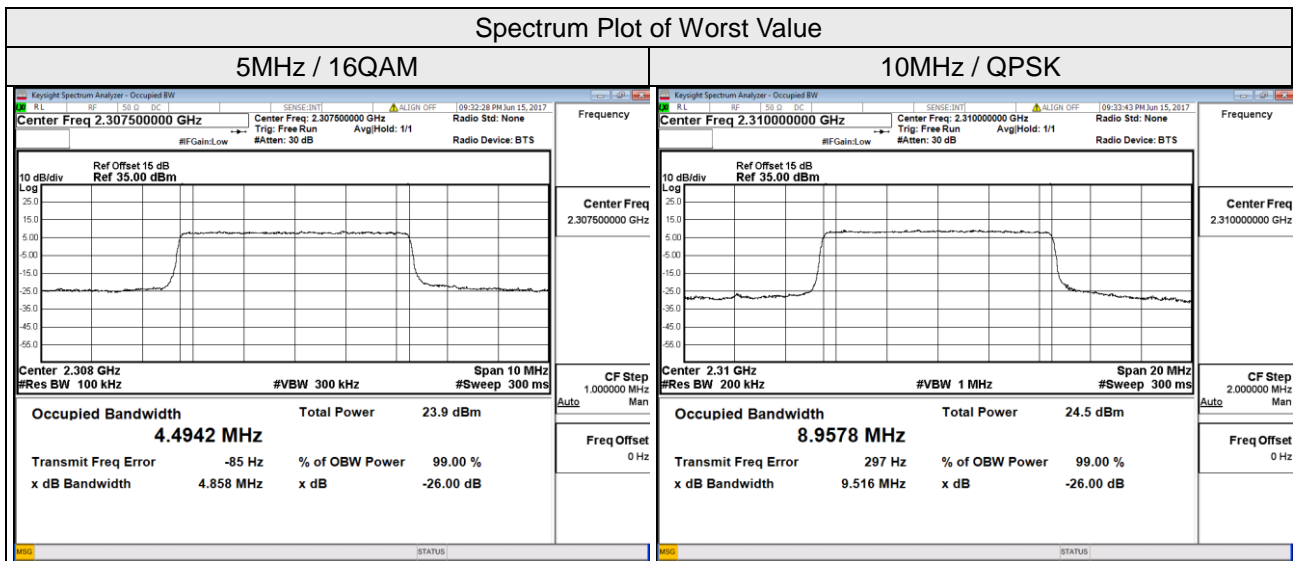 Spectrum Plot of Worst Value
5MHz / 16QAM
10MHz / QPSK
Keysight Spectrum Analyzer - Occupied BW
LXI RL RF 50 Ω DC SENSE:INT ALIGN OFF 09:32:28 PM Jun 15, 2017
Center Freq 2.307500000 GHz
Center Freq: 2.307500000 GHz
Radio Std: None
Trig: Free Run Avg|Hold: 1/1
#IFGain:Low #Atten: 30 dB Radio Device: BTS
Ref Offset 15 dB
10 dB/div Ref 35.00 dBm
Log
25.0
15.0
5.00
-5.00
-15.0
-25.0
-35.0
-45.0
-55.0
Center 2.308 GHz Span 10 MHz
#Res BW 100 kHz #VBW 300 kHz #Sweep 300 ms
Occupied Bandwidth Total Power 23.9 dBm
4.4942 MHz
Transmit Freq Error -85 Hz % of OBW Power 99.00 %
x dB Bandwidth 4.858 MHz x dB -26.00 dB
MSG STATUS
Frequency
Center Freq
2.307500000 GHz
CF Step
1.000000 MHz
Auto Man
Freq Offset
0 Hz
Keysight Spectrum Analyzer - Occupied BW
LXI RL RF 50 Ω DC SENSE:INT ALIGN OFF 09:33:43 PM Jun 15, 2017
Center Freq 2.310000000 GHz
Center Freq: 2.310000000 GHz
Radio Std: None
Trig: Free Run Avg|Hold: 1/1
#IFGain:Low #Atten: 30 dB Radio Device: BTS
Ref Offset 15 dB
10 dB/div Ref 35.00 dBm
Log
25.0
15.0
5.00
-5.00
-15.0
-25.0
-35.0
-45.0
-55.0
Center 2.31 GHz Span 20 MHz
#Res BW 200 kHz #VBW 1 MHz #Sweep 300 ms
Occupied Bandwidth Total Power 24.5 dBm
8.9578 MHz
Transmit Freq Error 297 Hz % of OBW Power 99.00 %
x dB Bandwidth 9.516 MHz x dB -26.00 dB
MSG STATUS
Frequency
Center Freq
2.310000000 GHz
CF Step
2.000000 MHz
Auto Man
Freq Offset
0 Hz